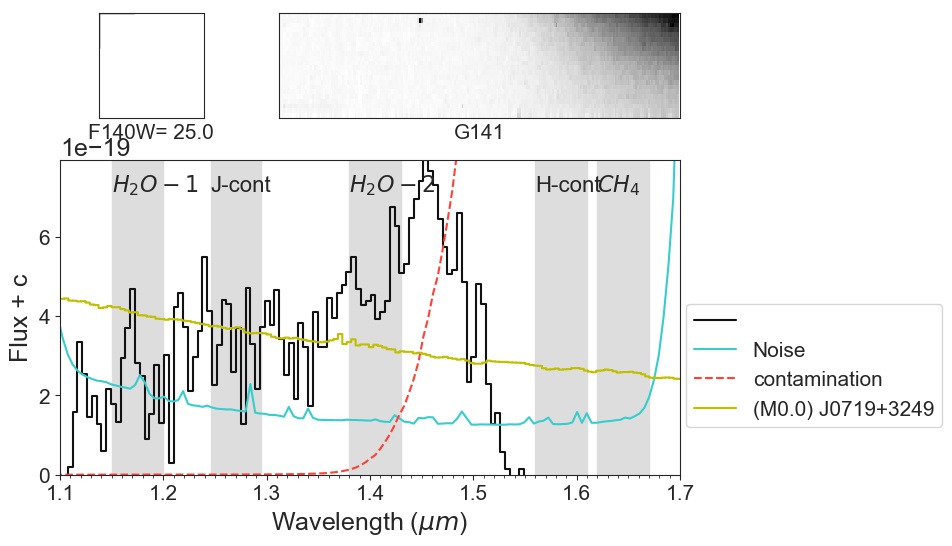 F140W= 25.0
G141
1e−19
H₂O − 1
J-cont
H₂O − 2
H-cont
CH₄
6
4
2
0
1.1 1.2 1.3 1.4 1.5 1.6 1.7
Flux + c
Wavelength (μm)
Noise
contamination
(M0.0) J0719+3249